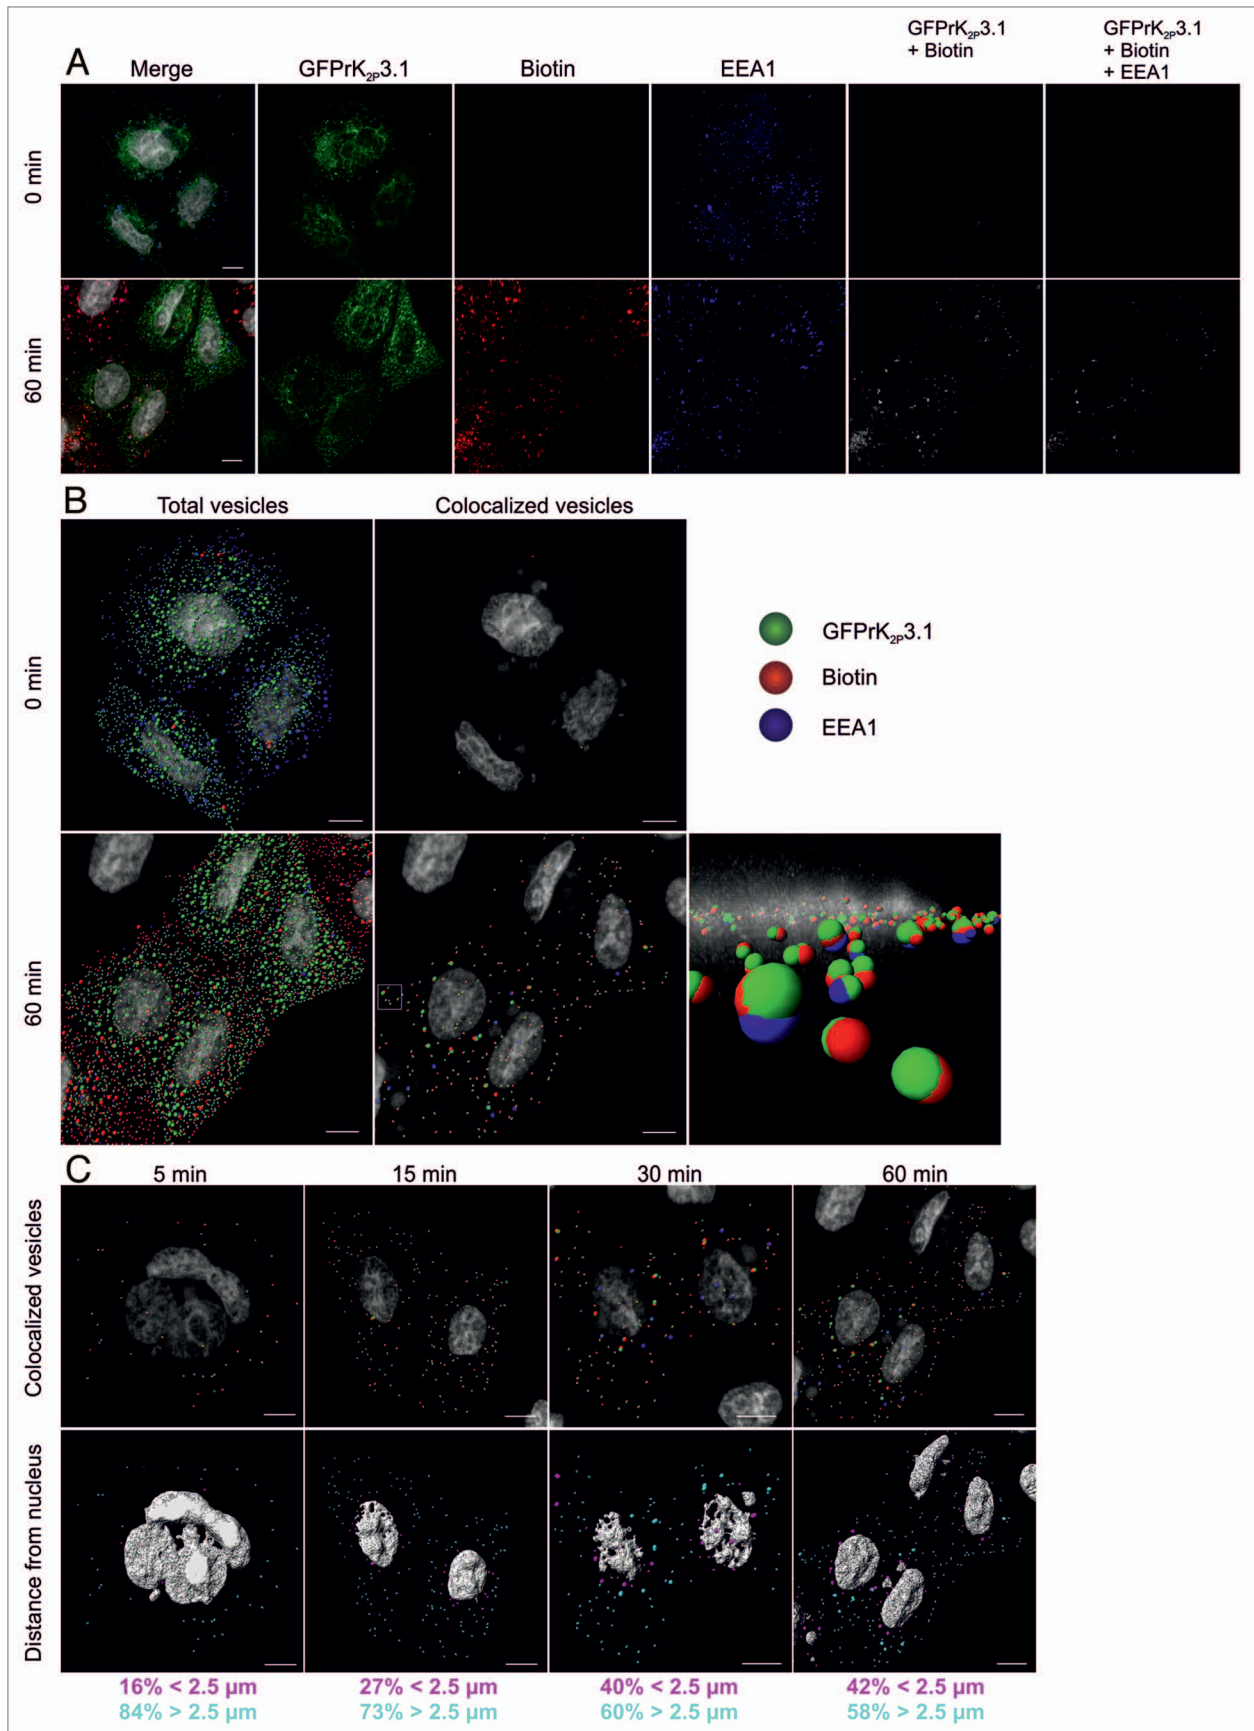 A
Merge
GFPrK2P3.1
Biotin
EEA1
GFPrK2P3.1
+ Biotin
GFPrK2P3.1
+ Biotin
+ EEA1
0 min
60 min
B
Total vesicles
Colocalized vesicles
0 min
GFPrK2P3.1
Biotin
EEA1
60 min
C
5 min
15 min
30 min
60 min
Colocalized vesicles
Distance from nucleus
16% < 2.5 µm
27% < 2.5 µm
40% < 2.5 µm
42% < 2.5 µm
84% > 2.5 µm
73% > 2.5 µm
60% > 2.5 µm
58% > 2.5 µm